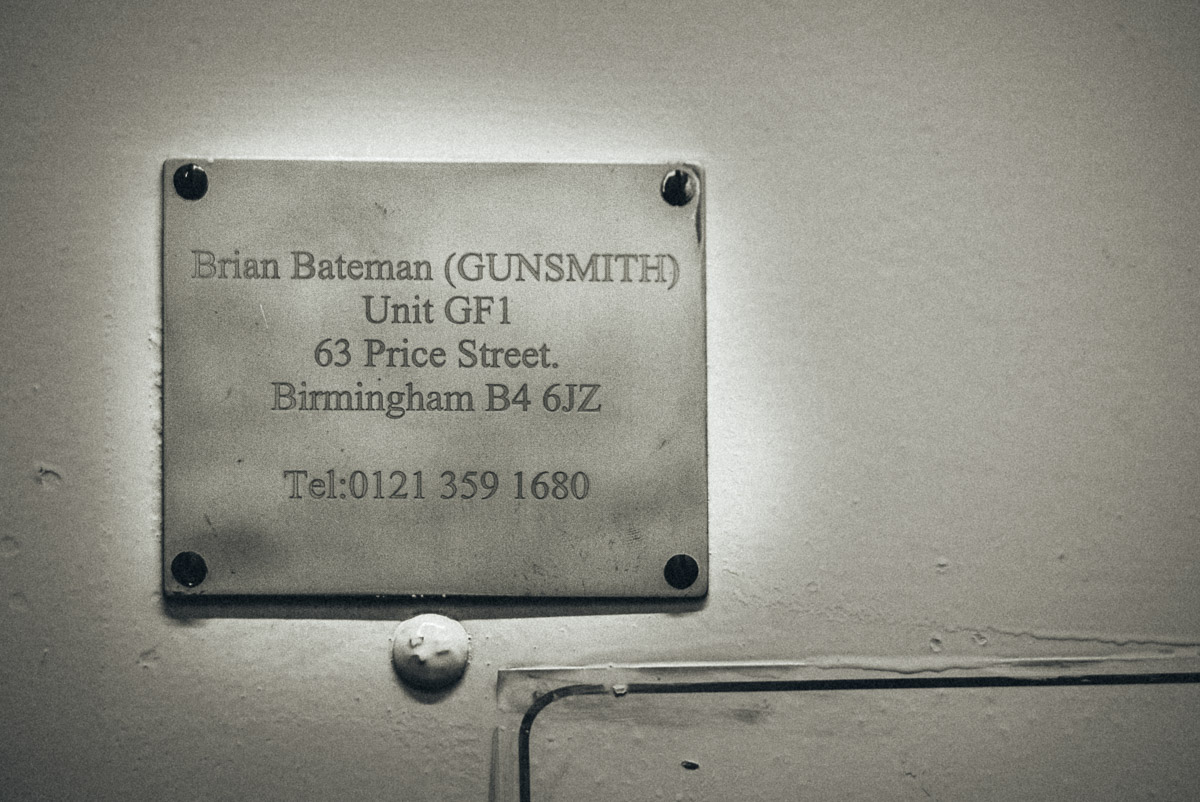 Brian Bateman (GUNSMITH)
Unit GF1
63 Price Street.
Birmingham B4 6JZ
Tel:0121 359 1680